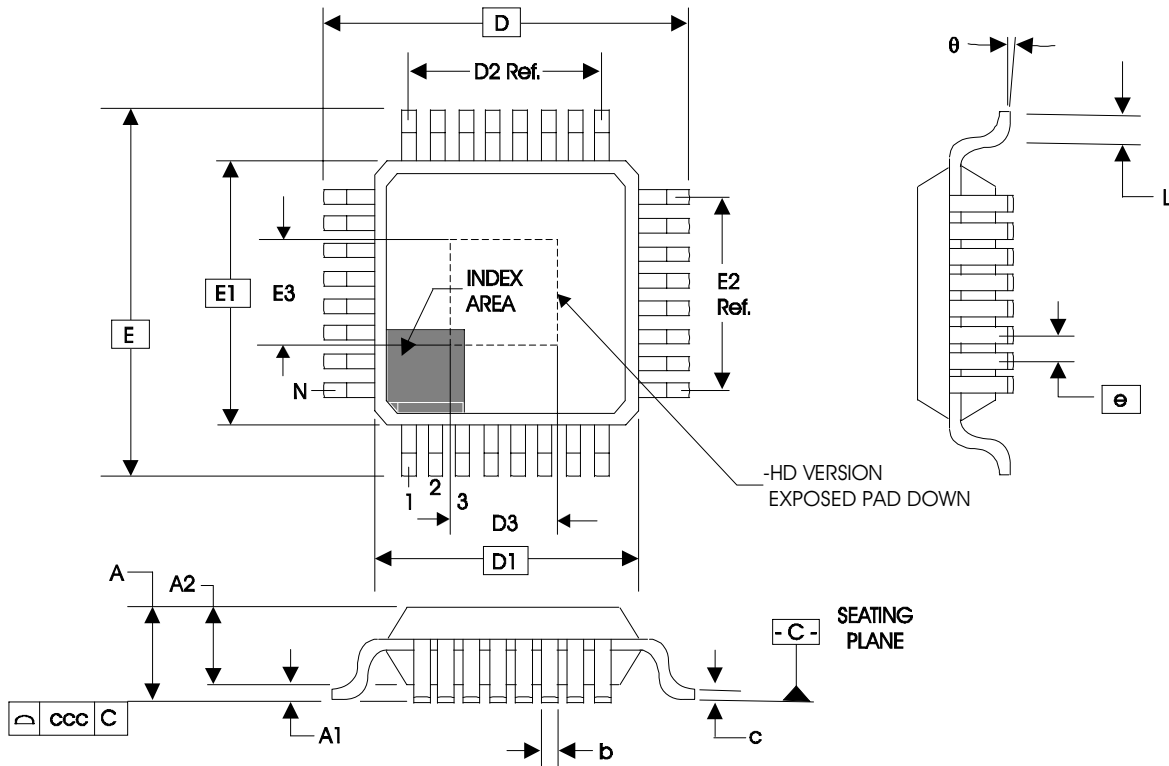 D
D2 Ref.
θ
L
E
E1
E3
INDEX
AREA
E2
Ref.
N
e
1
2
3
D3
-HD VERSION
EXPOSED PAD DOWN
D1
A
A2
- C -
SEATING
PLANE
⌓ ccc C
A1
b
c